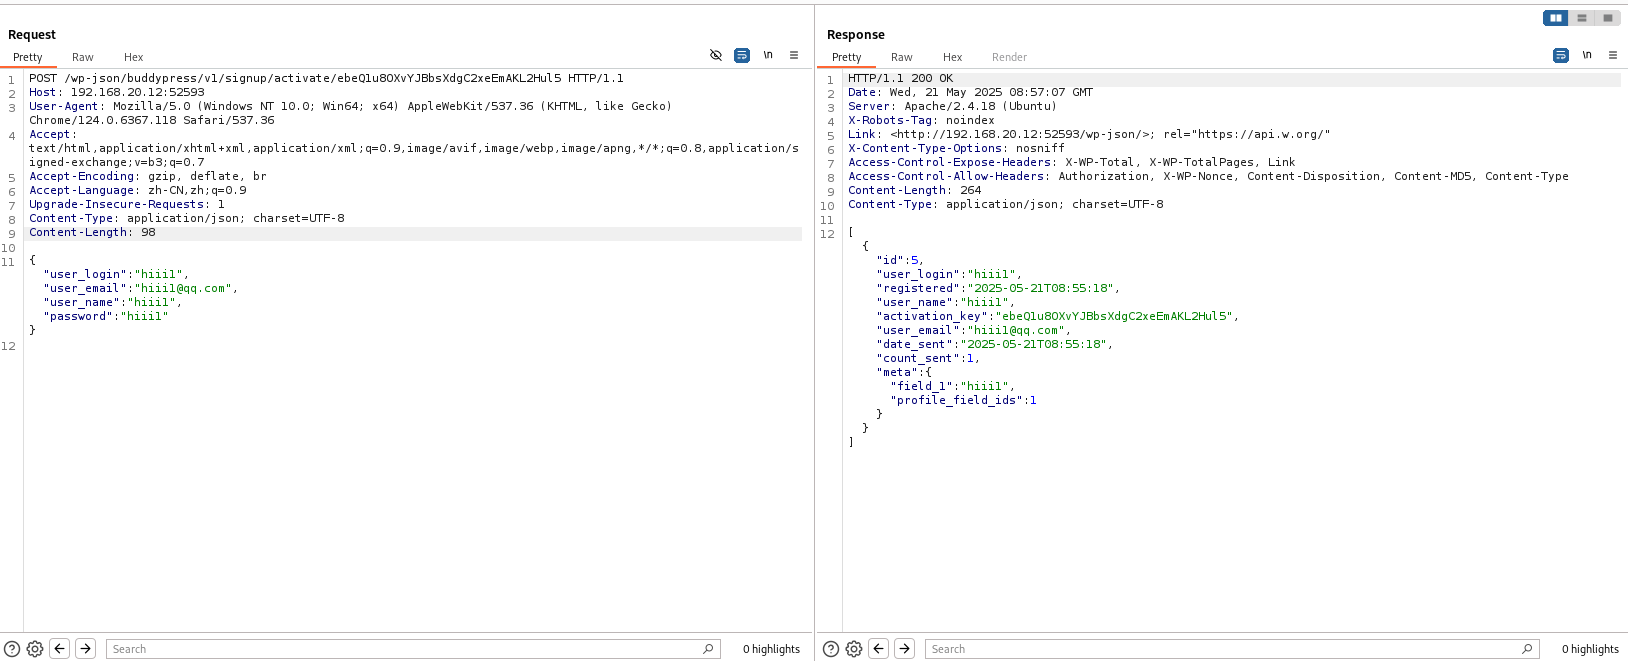 Request
Pretty Raw Hex
\n
1 POST /wp-json/buddypress/v1/signup/activate/ebeQ1u8OXvYJBbsXdgC2xeEmAKL2Hul5 HTTP/1.1
2 Host: 192.168.20.12:52593
3 User-Agent: Mozilla/5.0 (Windows NT 10.0; Win64; x64) AppleWebKit/537.36 (KHTML, like Gecko)
Chrome/124.0.6367.118 Safari/537.36
4 Accept:
text/html,application/xhtml+xml,application/xml;q=0.9,image/avif,image/webp,image/apng,*/*;q=0.8,application/s
igned-exchange;v=b3;q=0.7
5 Accept-Encoding: gzip, deflate, br
6 Accept-Language: zh-CN,zh;q=0.9
7 Upgrade-Insecure-Requests: 1
8 Content-Type: application/json; charset=UTF-8
9 Content-Length: 98
10
11 {
"user_login":"hiii1",
"user_email":"hiii1@qq.com",
"user_name":"hiii1",
"password":"hiii1"
}
12
Search
0 highlights
Response
Pretty Raw Hex Render
\n
1 HTTP/1.1 200 OK
2 Date: Wed, 21 May 2025 08:57:07 GMT
3 Server: Apache/2.4.18 (Ubuntu)
4 X-Robots-Tag: noindex
5 Link: <http://192.168.20.12:52593/wp-json/>; rel="https://api.w.org/"
6 X-Content-Type-Options: nosniff
7 Access-Control-Expose-Headers: X-WP-Total, X-WP-TotalPages, Link
8 Access-Control-Allow-Headers: Authorization, X-WP-Nonce, Content-Disposition, Content-MD5, Content-Type
9 Content-Length: 264
10 Content-Type: application/json; charset=UTF-8
11
12 [
{
"id":5,
"user_login":"hiii1",
"registered":"2025-05-21T08:55:18",
"user_name":"hiii1",
"activation_key":"ebeQ1u8OXvYJBbsXdgC2xeEmAKL2Hul5",
"user_email":"hiii1@qq.com",
"date_sent":"2025-05-21T08:55:18",
"count_sent":1,
"meta":{
"field_1":"hiii1",
"profile_field_ids":1
}
}
]
Search
0 highlights